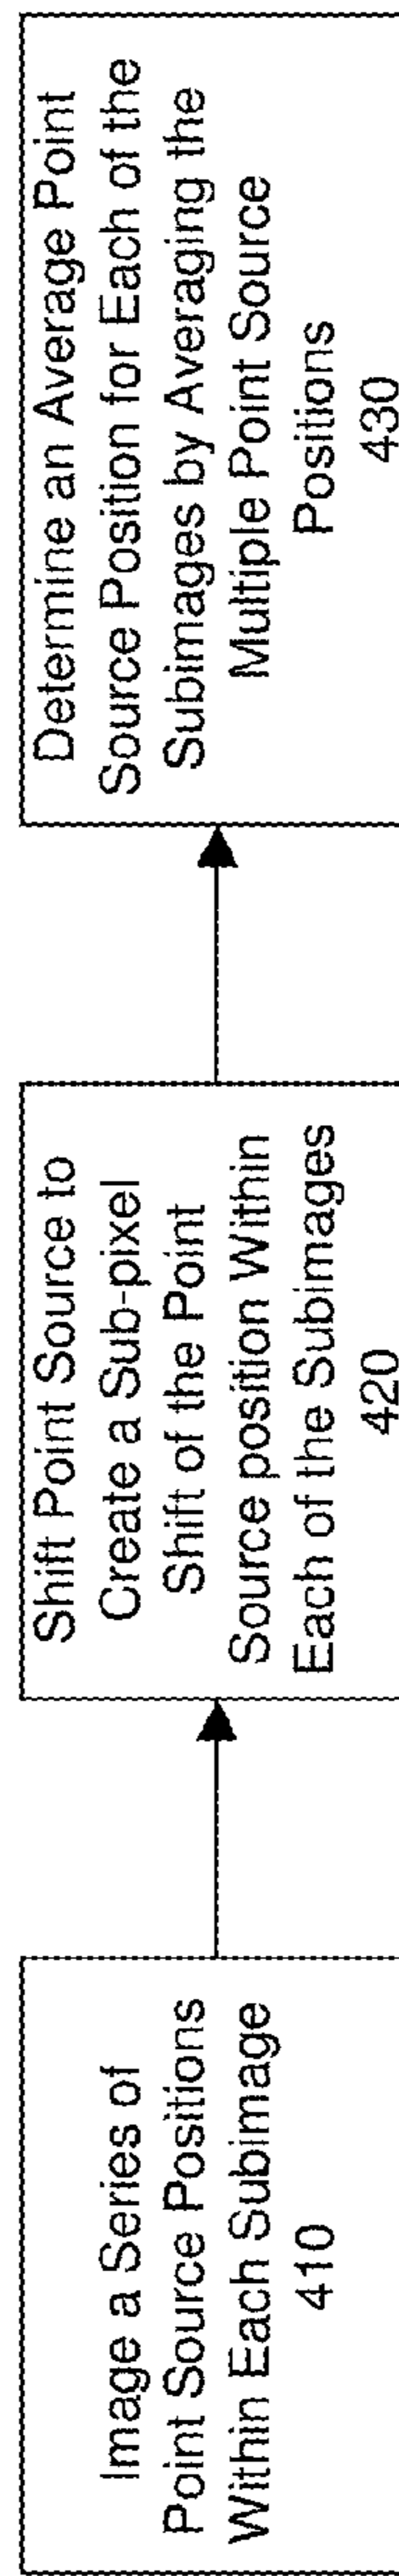 Image a Series of
Point Source Positions
Within Each Subimage
410
Shift Point Source to
Create a Sub-pixel
Shift of the Point
Source position Within
Each of the Subimages
420
Determine an Average Point
Source Position for Each of the
Subimages by Averaging the
Multiple Point Source
Positions
430